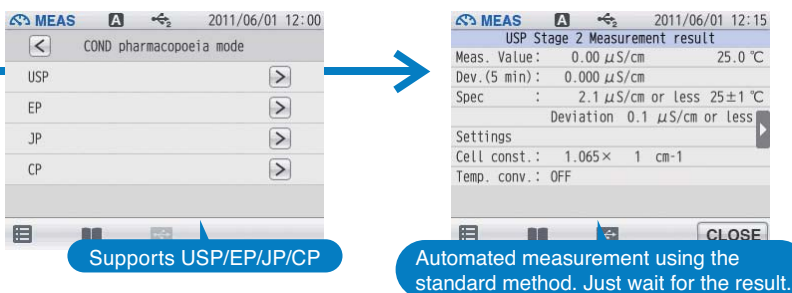 MEAS A 2 2011/06/01 12:00
< COND pharmacopoeia mode
USP >
EP >
JP >
CP >
Supports USP/EP/JP/CP
MEAS A 2 2011/06/01 12:15
USP Stage 2 Measurement result
Meas. Value: 0.00 μS/cm 25.0 ℃
Dev.(5 min): 0.000 μS/cm
Spec : 2.1 μS/cm or less 25±1 ℃
Deviation 0.1 μS/cm or less
Settings
Cell const.: 1.065× 1 cm-1
Temp. conv.: OFF
CLOSE
Automated measurement using the
standard method. Just wait for the result.